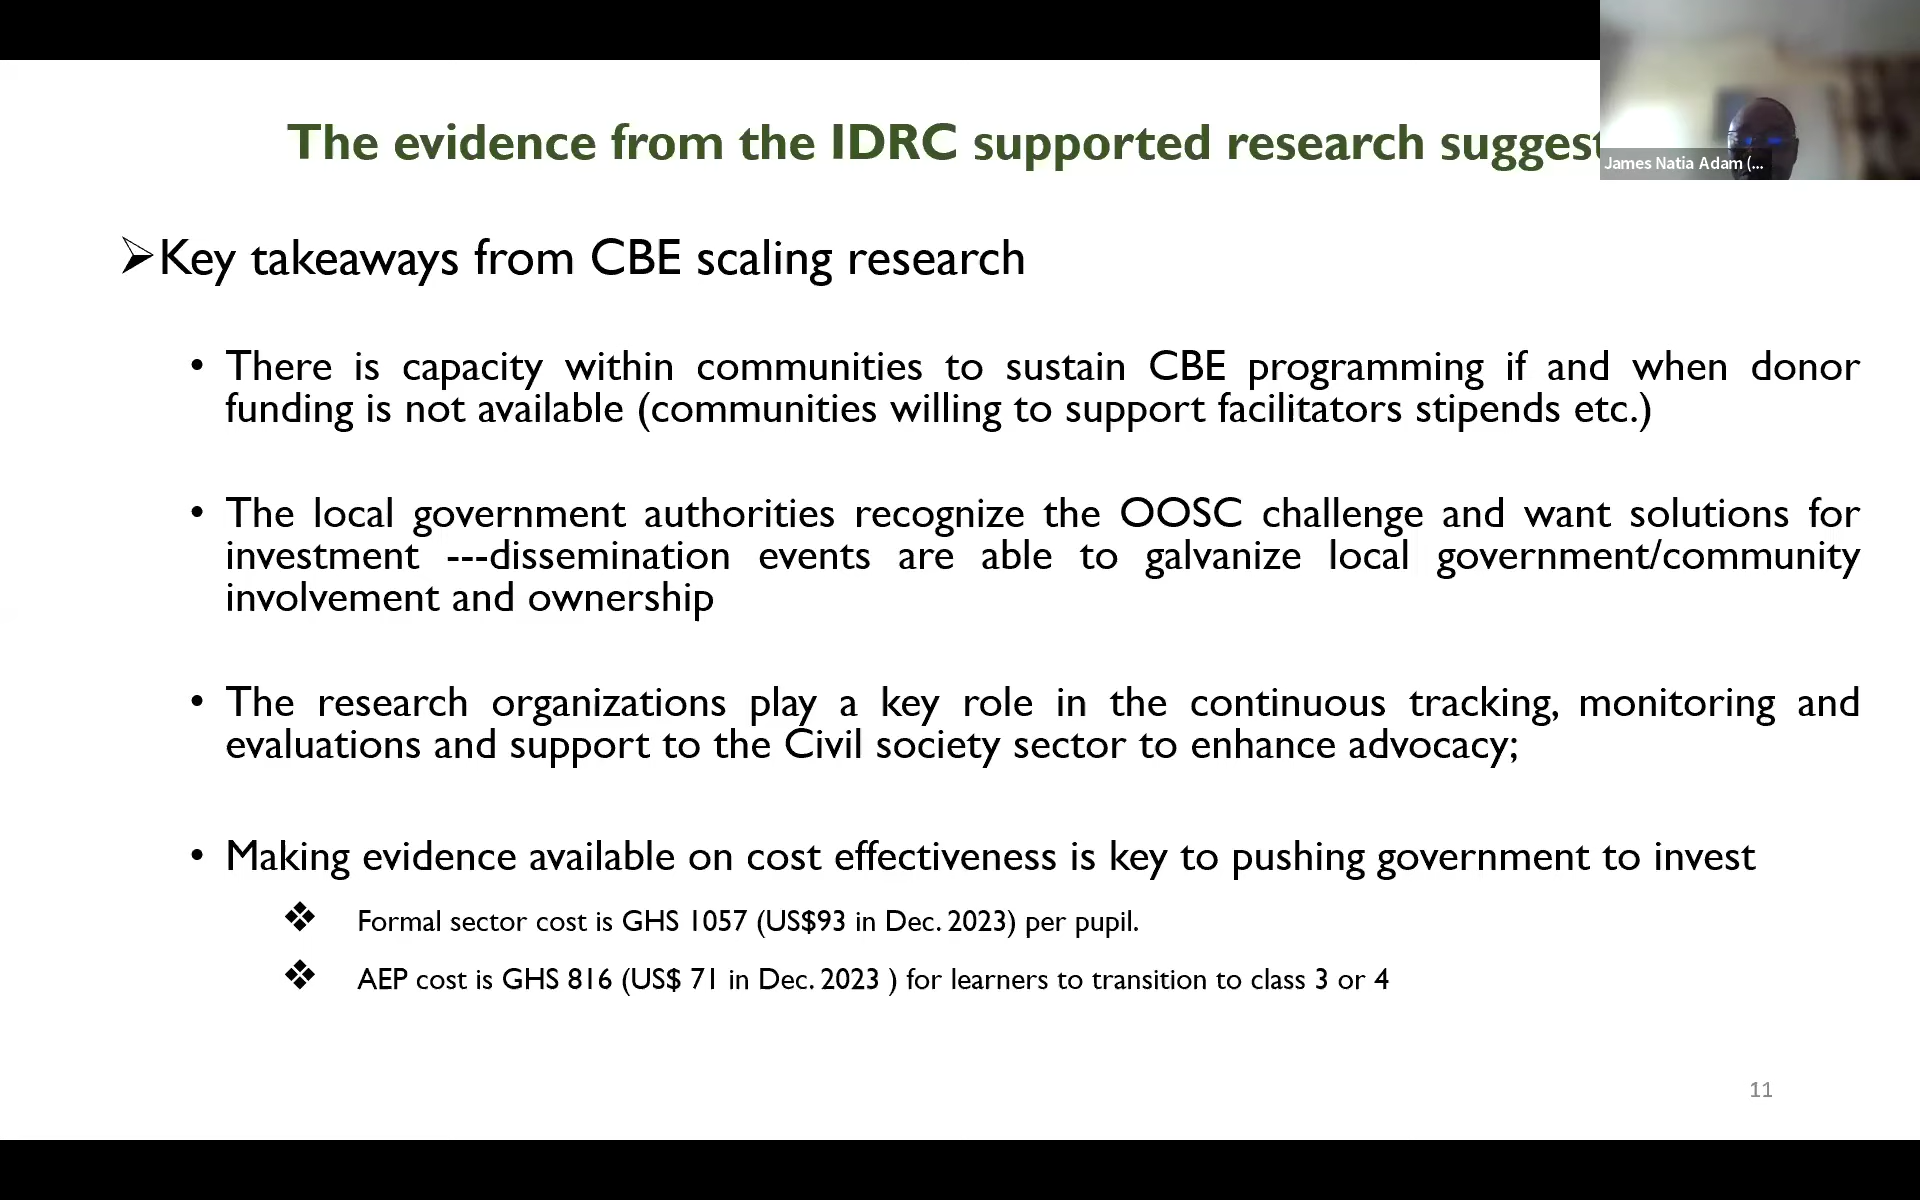 The evidence from the IDRC supported research suggest
James Natia Adam (...
➢Key takeaways from CBE scaling research
• There is capacity within communities to sustain CBE programming if and when donor
funding is not available (communities willing to support facilitators stipends etc.)
• The local government authorities recognize the OOSC challenge and want solutions for
investment ---dissemination events are able to galvanize local government/community
involvement and ownership
• The research organizations play a key role in the continuous tracking, monitoring and
evaluations and support to the Civil society sector to enhance advocacy;
• Making evidence available on cost effectiveness is key to pushing government to invest
❖ Formal sector cost is GHS 1057 (US$93 in Dec. 2023) per pupil.
❖ AEP cost is GHS 816 (US$ 71 in Dec. 2023 ) for learners to transition to class 3 or 4
11